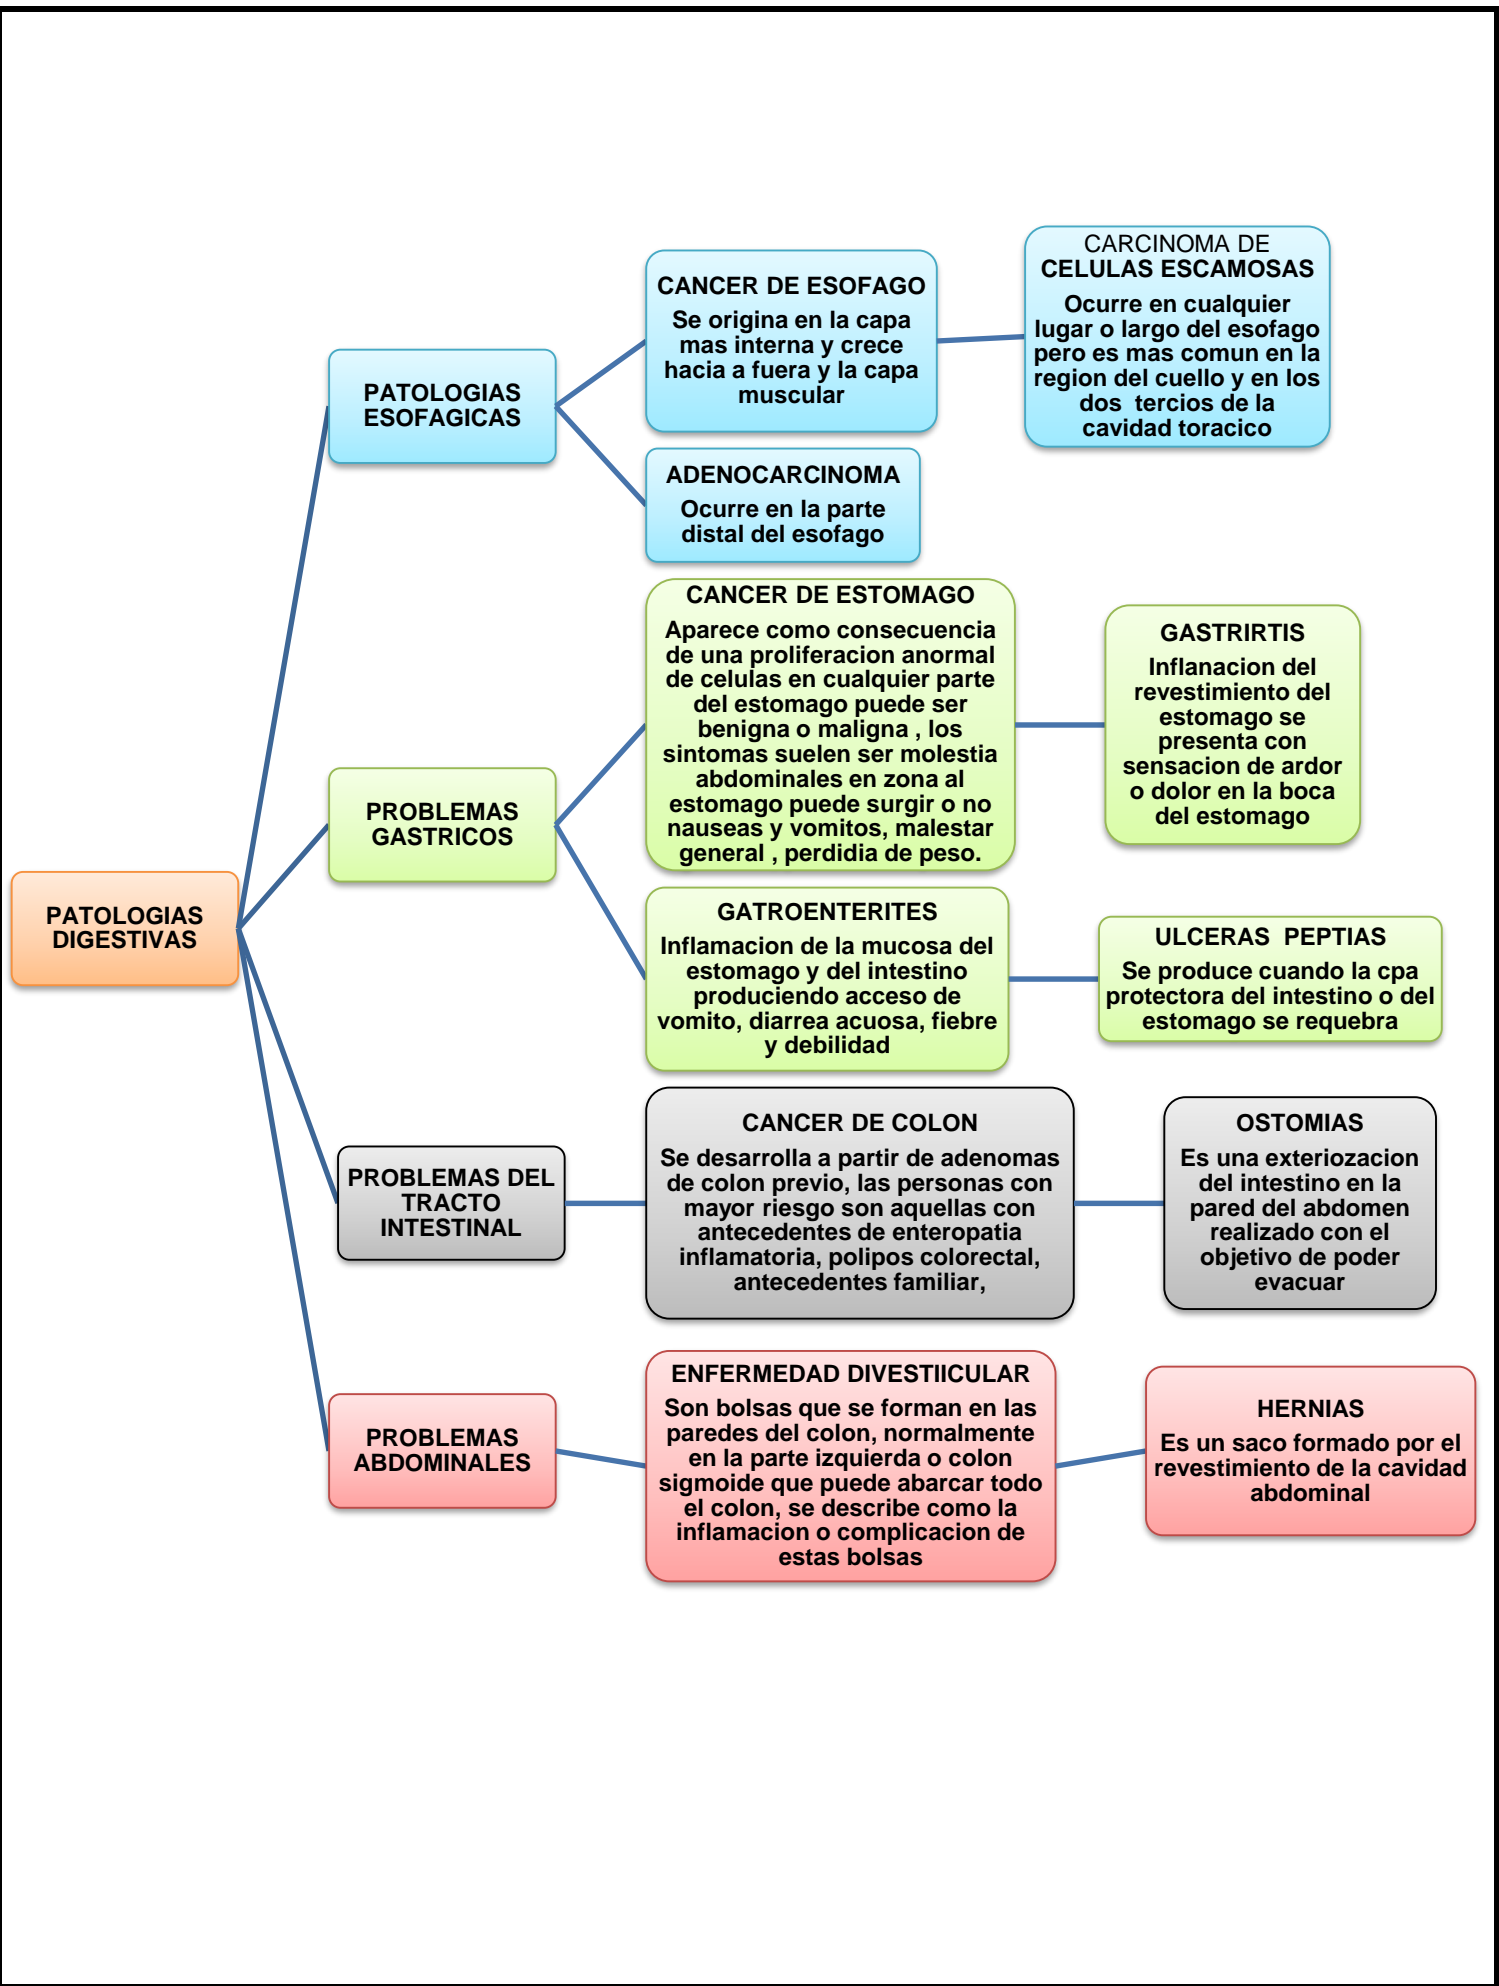 PATOLOGIAS
DIGESTIVAS
PATOLOGIAS
ESOFAGICAS
CANCER DE ESOFAGO
Se origina en la capa
mas interna y crece
hacia a fuera y la capa
muscular
CARCINOMA DE
CELULAS ESCAMOSAS
Ocurre en cualquier
lugar o largo del esofago
pero es mas comun en la
region del cuello y en los
dos  tercios de la
cavidad toracico
ADENOCARCINOMA
Ocurre en la parte
distal del esofago
PROBLEMAS
GASTRICOS
CANCER DE ESTOMAGO
Aparece como consecuencia
de una proliferacion anormal
de celulas en cualquier parte
del estomago puede ser
benigna o maligna , los
sintomas suelen ser molestia
abdominales en zona al
estomago puede surgir o no
nauseas y vomitos, malestar
general , perdidia de peso.
GASTRIRTIS
Inflanacion del
revestimiento del
estomago se
presenta con
sensacion de ardor
o dolor en la boca
del estomago
GATROENTERITES
Inflamacion de la mucosa del
estomago y del intestino
produciendo acceso de
vomito, diarrea acuosa, fiebre
y debilidad
ULCERAS  PEPTIAS
Se produce cuando la cpa
protectora del intestino o del
estomago se requebra
PROBLEMAS DEL
TRACTO
INTESTINAL
CANCER DE COLON
Se desarrolla a partir de adenomas
de colon previo, las personas con
mayor riesgo son aquellas con
antecedentes de enteropatia
inflamatoria, polipos colorectal,
antecedentes familiar,
OSTOMIAS
Es una exteriozacion
del intestino en la
pared del abdomen
realizado con el
objetivo de poder
evacuar
PROBLEMAS
ABDOMINALES
ENFERMEDAD DIVESTIICULAR
Son bolsas que se forman en las
paredes del colon, normalmente
en la parte izquierda o colon
sigmoide que puede abarcar todo
el colon, se describe como la
inflamacion o complicacion de
estas bolsas
HERNIAS
Es un saco formado por el
revestimiento de la cavidad
abdominal